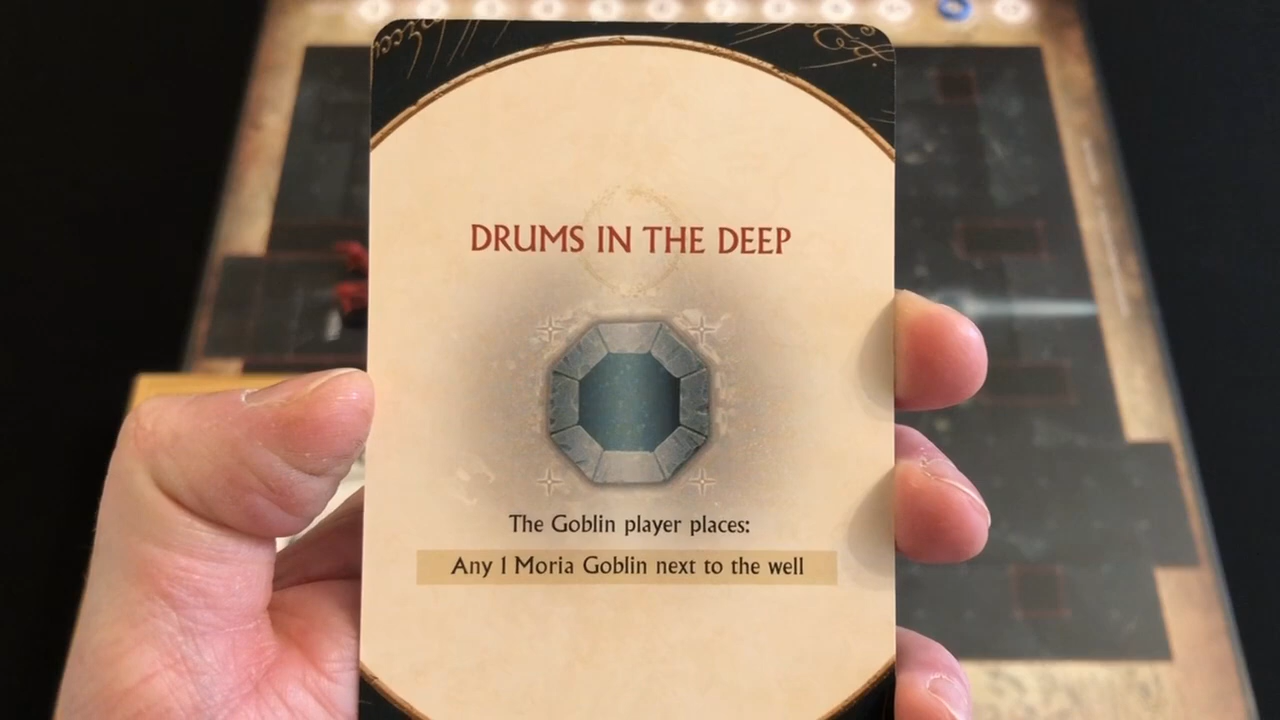 DRUMS IN THE DEEP
The Goblin player places:
Any 1 Moria Goblin next to the well